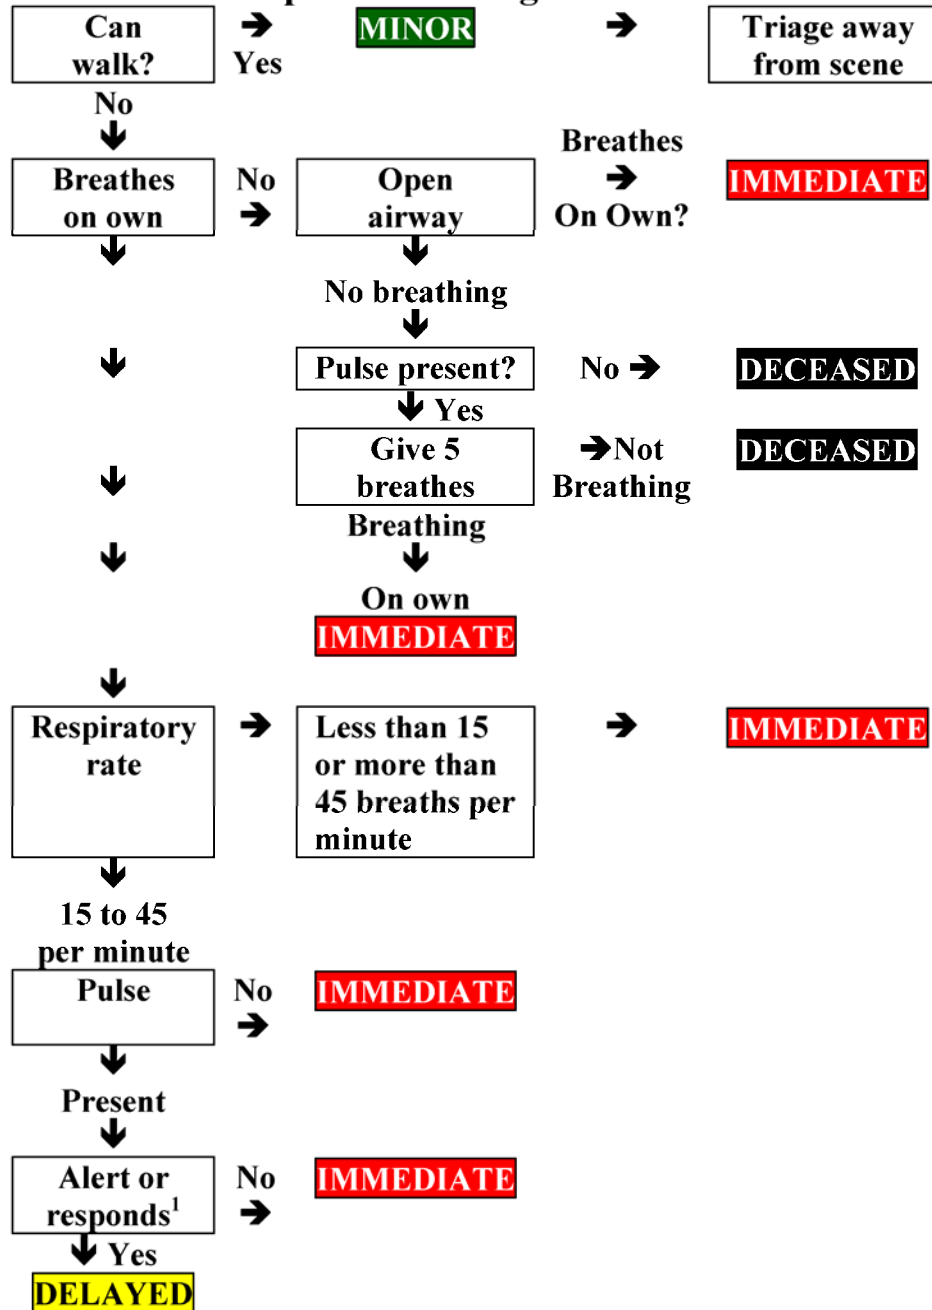 Can
walk?
➔
Yes
MINOR
➔
Triage away
from scene
No
Breathes
on own
No
➔
Open
airway
Breathes
➔
On Own?
IMMEDIATE
No breathing
Pulse present?
No ➔
DECEASED
Yes
Give 5
breathes
➔Not
Breathing
DECEASED
Breathing
On own
IMMEDIATE
Respiratory
rate
➔
Less than 15
or more than
45 breaths per
minute
➔
IMMEDIATE
15 to 45
per minute
Pulse
No
➔
IMMEDIATE
Present
Alert or
responds¹
No
➔
IMMEDIATE
Yes
DELAYED